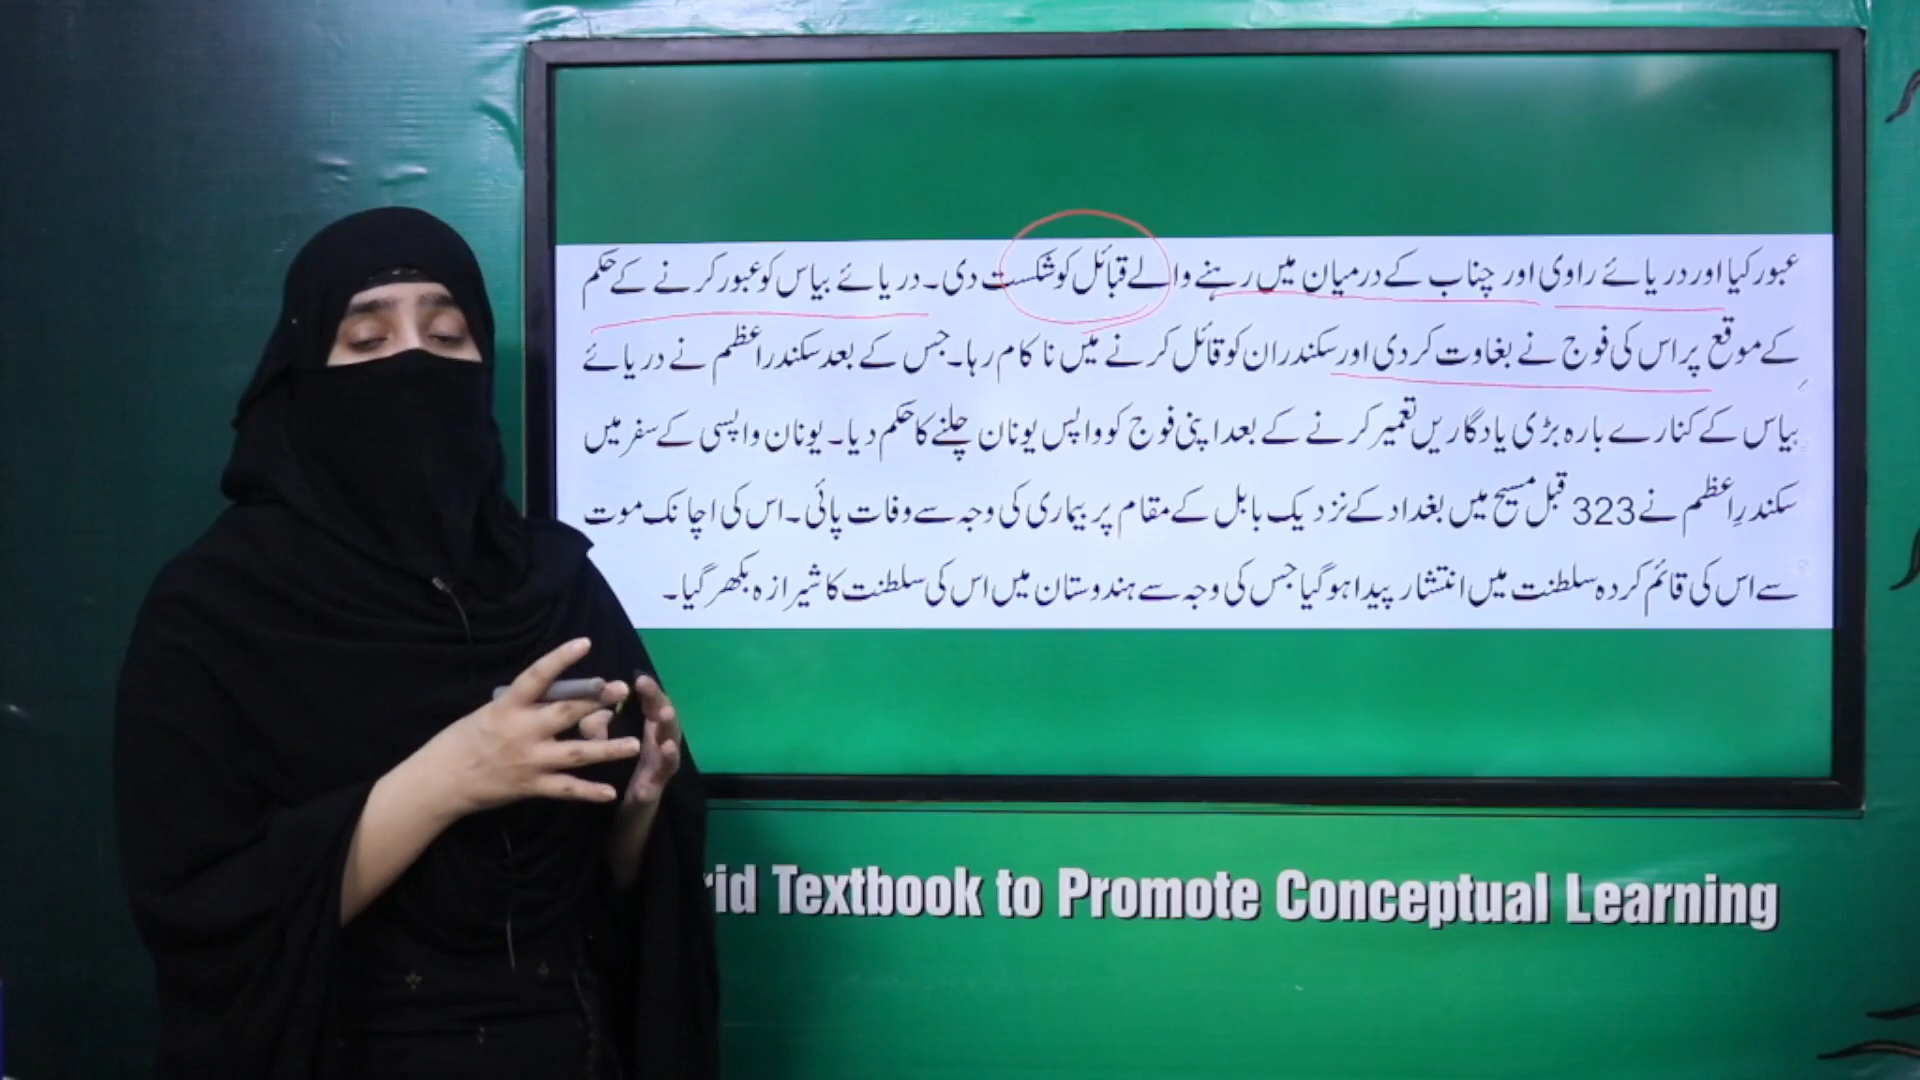 عبور کیا اور دریائے راوی اور چناب کے درمیان میں رہنے والے قبائل کو شکست دی۔ دریائے بیاس کو عبور کرنے کے حکم
کے موقع پر اس کی فوج نے بغاوت کر دی اور سکندر ان کو قائل کرنے میں ناکام رہا۔ جس کے بعد سکندر اعظم نے دریائے
بیاس کے کنارے بارہ بڑی یادگاریں تعمیر کرنے کے بعد اپنی فوج کو واپس یونان چلنے کا حکم دیا۔ یونان واپسی کے سفر میں
سکندرِ اعظم نے 323 قبل مسیح میں بغداد کے نزدیک بابل کے مقام پر بیماری کی وجہ سے وفات پائی۔ اس کی اچانک موت
سے اس کی قائم کردہ سلطنت میں انتشار پیدا ہو گیا جس کی وجہ سے ہندوستان میں اس کی سلطنت کا شیرازہ بکھر گیا۔
rid Textbook to Promote Conceptual Learning